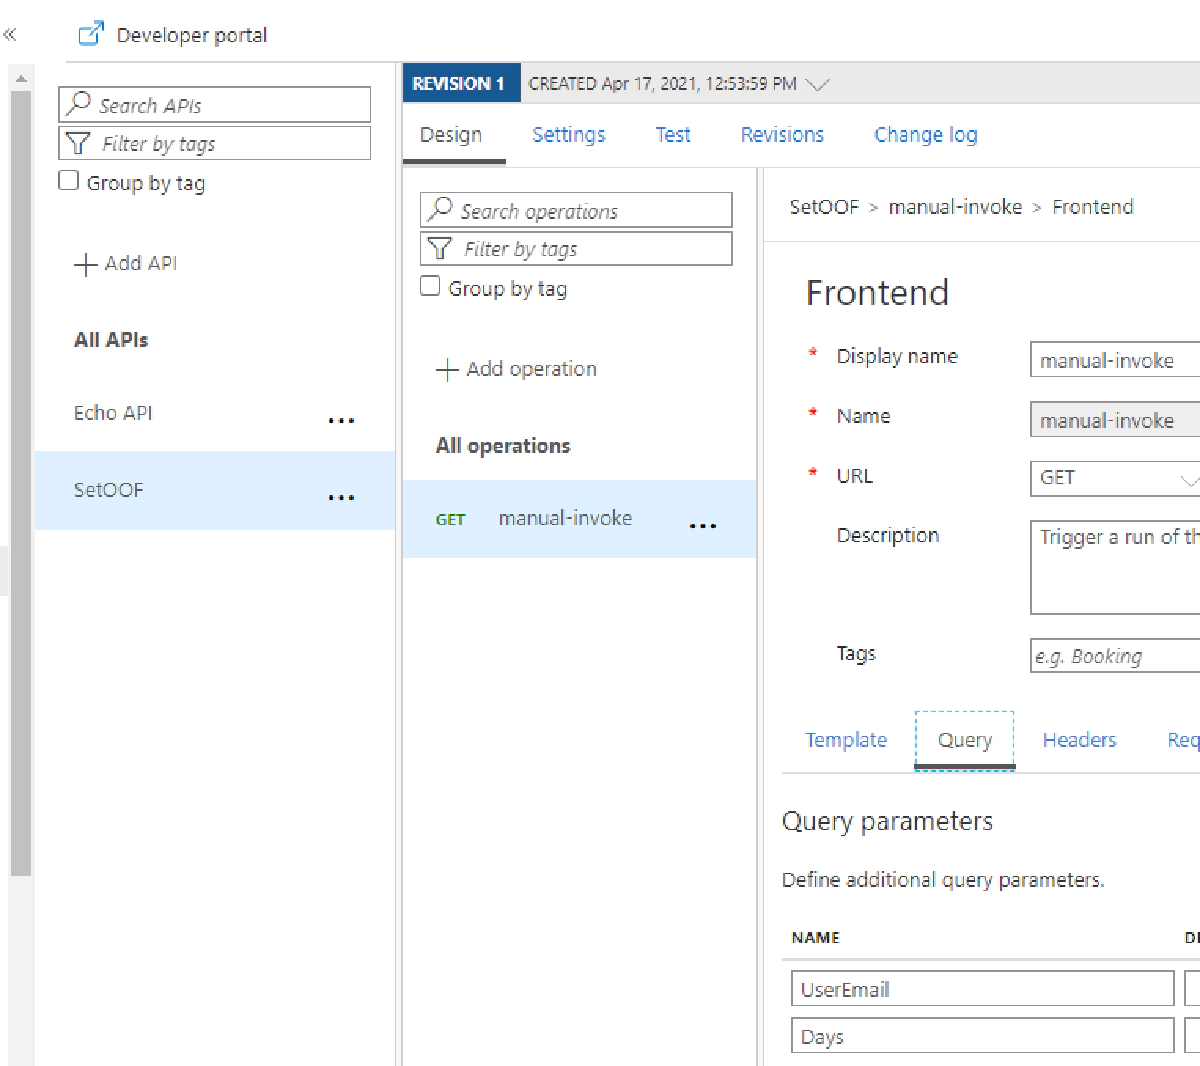 Developer portal
Search APIs
Filter by tags
Group by tag
Add API
All APIs
Echo API
SetOOF
REVISION 1 CREATED Apr 17, 2021, 12:53:59 PM
Design Settings Test Revisions Change log
Search operations
Filter by tags
Group by tag
Add operation
All operations
GET manual-invoke
SetOOF > manual-invoke > Frontend
Frontend
* Display name manual-invoke
* Name manual-invoke
* URL GET
Description Trigger a run of
Tags e.g. Booking
Template Query Headers
Query parameters
Define additional query parameters.
NAME
UserEmail
Days